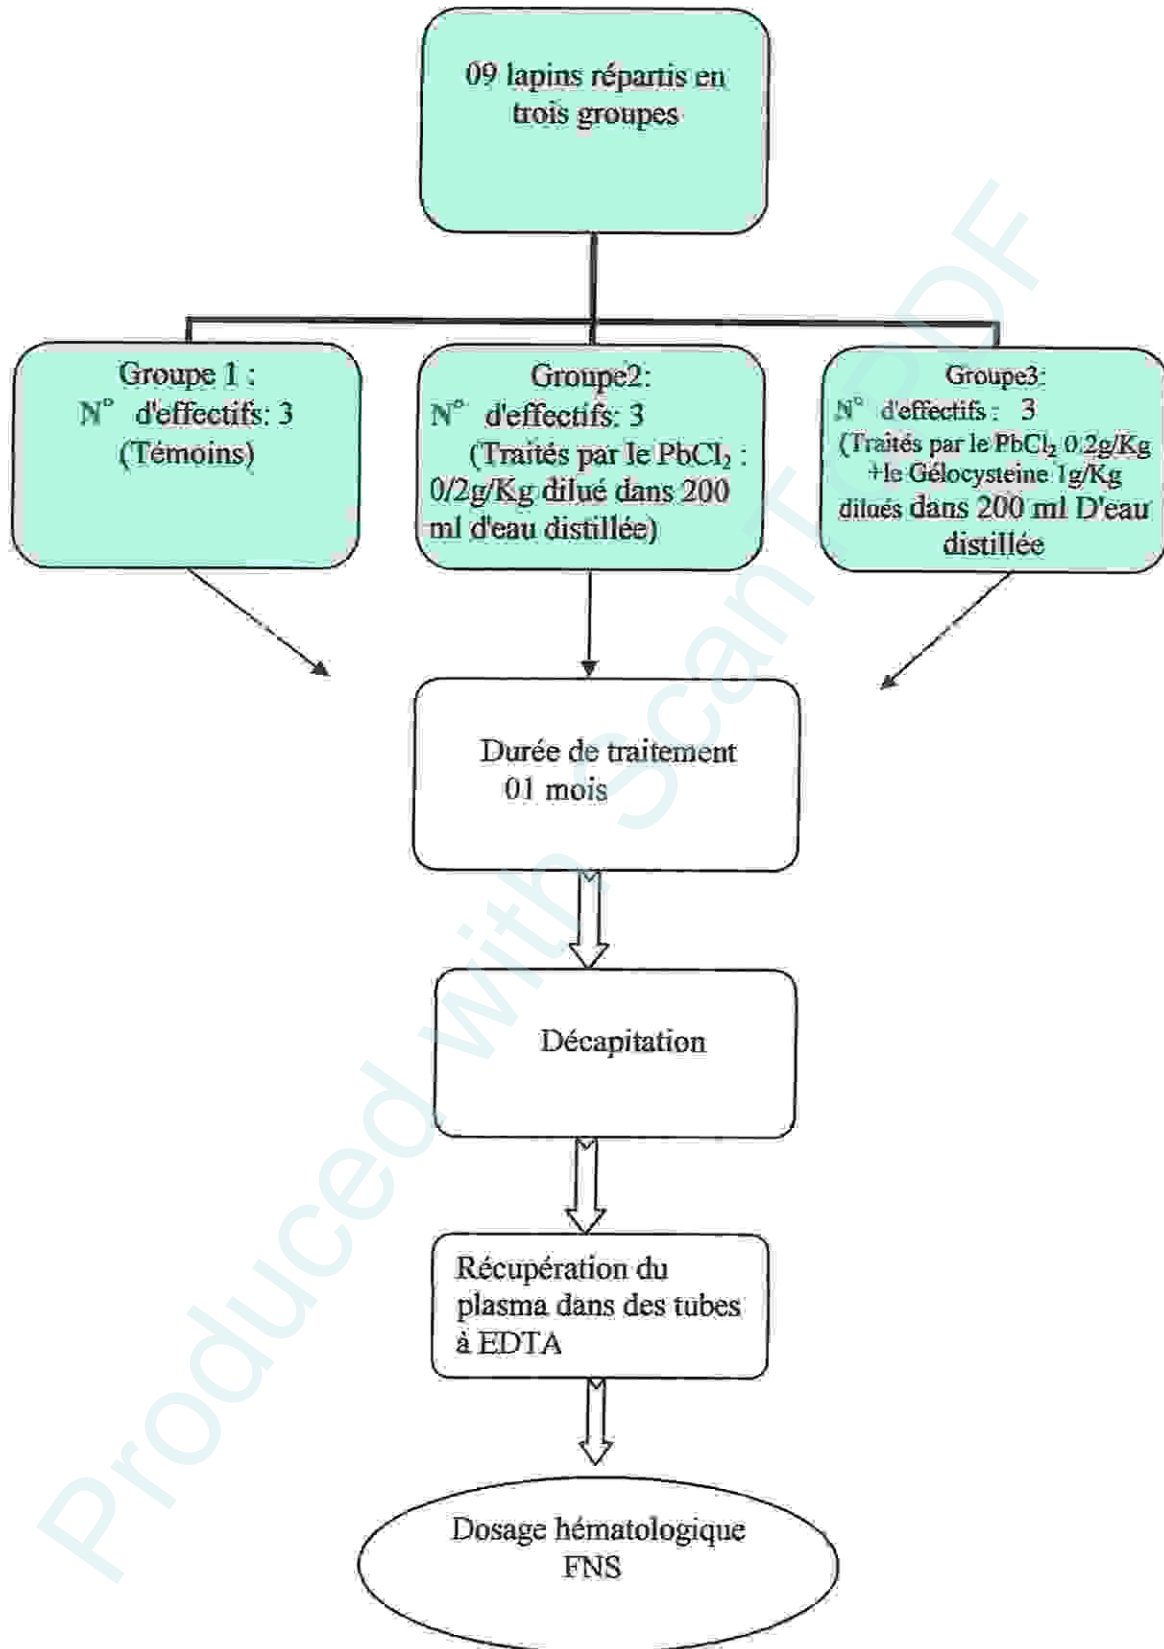 09 lapins répartis en
trois groupes
Groupe 1 :
N° d'effectifs: 3
(Témoins)
Groupe2:
N° d'effectifs: 3
(Traités par le PbCl₂ :
0/2g/Kg dilué dans 200
ml d'eau distillée)
Groupe3:
N° d'effectifs : 3
(Traités par le PbCl₂ 0.2g/Kg
+le Gélocysteine 1g/Kg
dilués dans 200 ml D'eau
distillée
Durée de traitement
01 mois
Décapitation
Récupération du
plasma dans des tubes
à EDTA
Dosage hématologique
FNS
Produced with ScanTOPDF